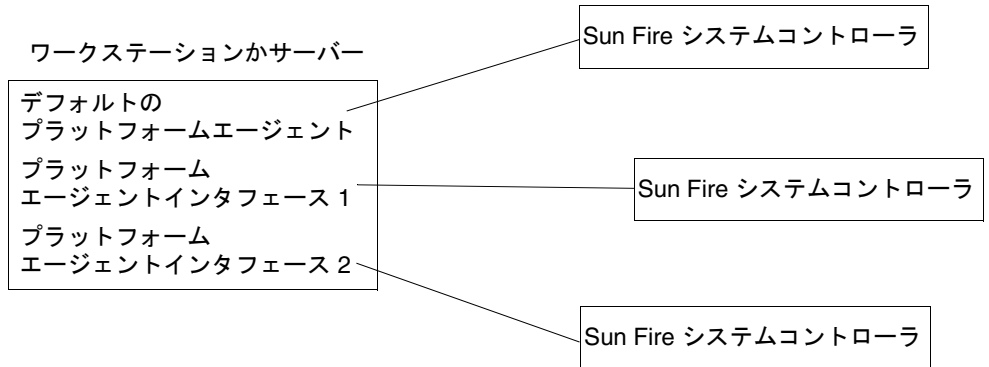 Sun Fire システムコントローラ
ワークステーションかサーバー
デフォルトの
プラットフォームエージェント
プラットフォーム
エージェントインタフェース 1
Sun Fire システムコントローラ
プラットフォーム
エージェントインタフェース 2
Sun Fire システムコントローラ